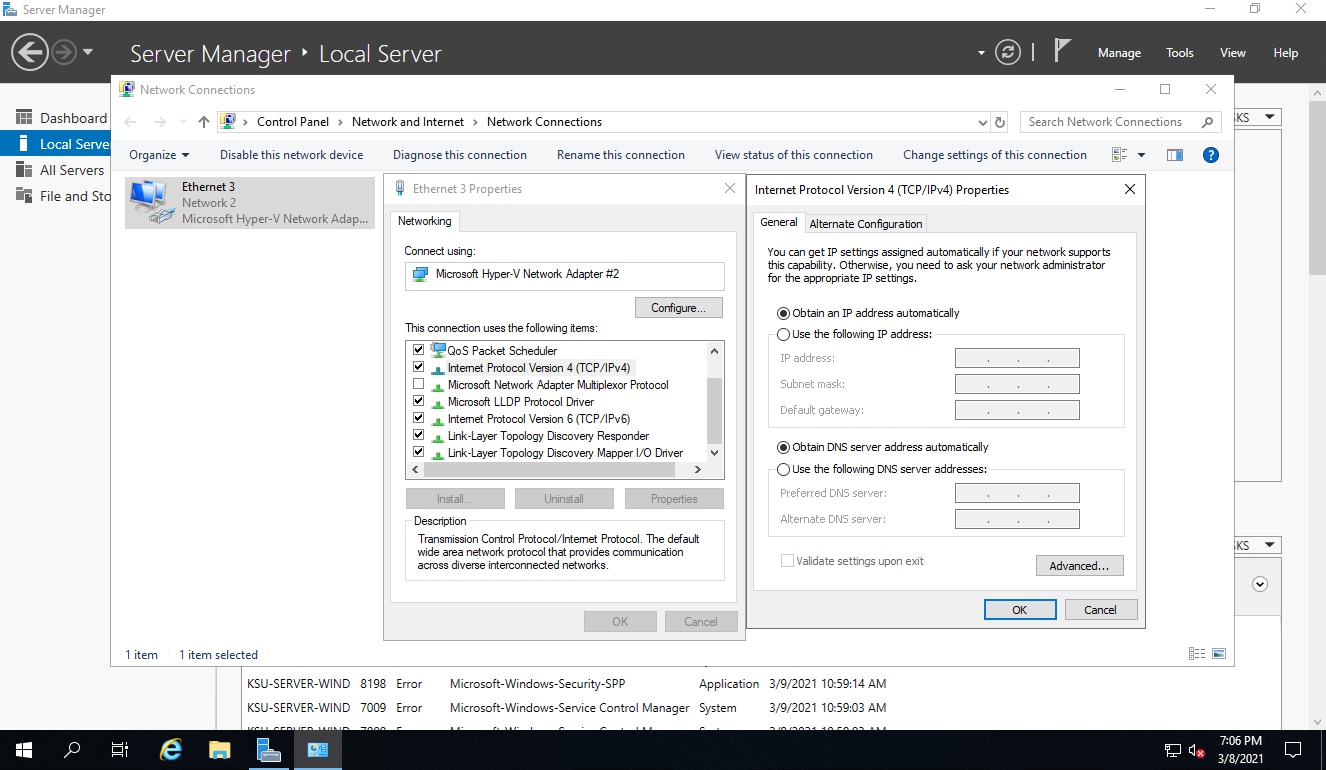 Server Manager
Server Manager • Local Server
Manage Tools View Help
Dashboard
Local Serve
All Servers
File and Sto
Network Connections
Control Panel > Network and Internet > Network Connections
Search Network Connections
Organize
Disable this network device
Diagnose this connection
Rename this connection
View status of this connection
Change settings of this connection
Ethernet 3
Network 2
Microsoft Hyper-V Network Adap...
Ethernet 3 Properties
Networking
Connect using:
Microsoft Hyper-V Network Adapter #2
Configure...
This connection uses the following items:
QoS Packet Scheduler
Internet Protocol Version 4 (TCP/IPv4)
Microsoft Network Adapter Multiplexor Protocol
Microsoft LLDP Protocol Driver
Internet Protocol Version 6 (TCP/IPv6)
Link-Layer Topology Discovery Responder
Link-Layer Topology Discovery Mapper I/O Driver
Install...
Uninstall
Properties
Description
Transmission Control Protocol/Internet Protocol. The default
wide area network protocol that provides communication
across diverse interconnected networks.
OK
Cancel
Internet Protocol Version 4 (TCP/IPv4) Properties
General
Alternate Configuration
You can get IP settings assigned automatically if your network supports
this capability. Otherwise, you need to ask your network administrator
for the appropriate IP settings.
Obtain an IP address automatically
Use the following IP address:
IP address:
Subnet mask:
Default gateway:
Obtain DNS server address automatically
Use the following DNS server addresses:
Preferred DNS server:
Alternate DNS server:
Validate settings upon exit
Advanced...
OK
Cancel
KS
KS
1 item
1 item selected
KSU-SERVER-WIND 8198 Error Microsoft-Windows-Security-SPP Application 3/9/2021 10:59:14 AM
KSU-SERVER-WIND 7009 Error Microsoft-Windows-Service Control Manager System 3/9/2021 10:59:03 AM
7:06 PM
3/8/2021